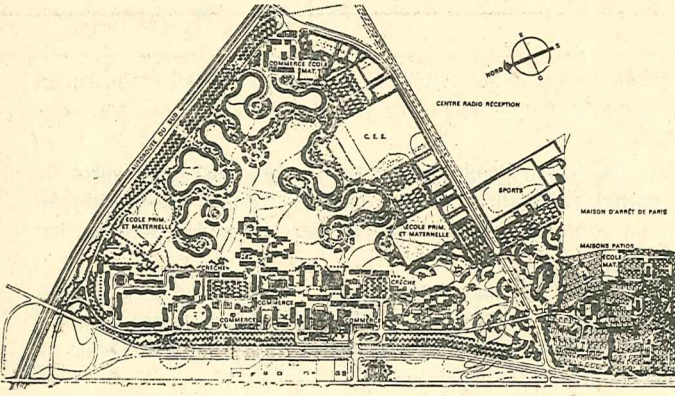 COMMERCE ÉCOLE
MAT.
E
NORD
S
O
CENTRE RADIO RÉCEPTION
AUTOROUTE DU SUD
C. E. S.
SPORTS
MAISON D'ARRÊT DE PARIS
ÉCOLE PRIM.
ET MATERNELLE
ÉCOLE PRIM.
ET MATERNELLE
MAISONS PATIOS
ÉCOLE
MAT.
CRÈCHE
CRÈCHE
COMMERCE
COMMERCE
COMMERCE